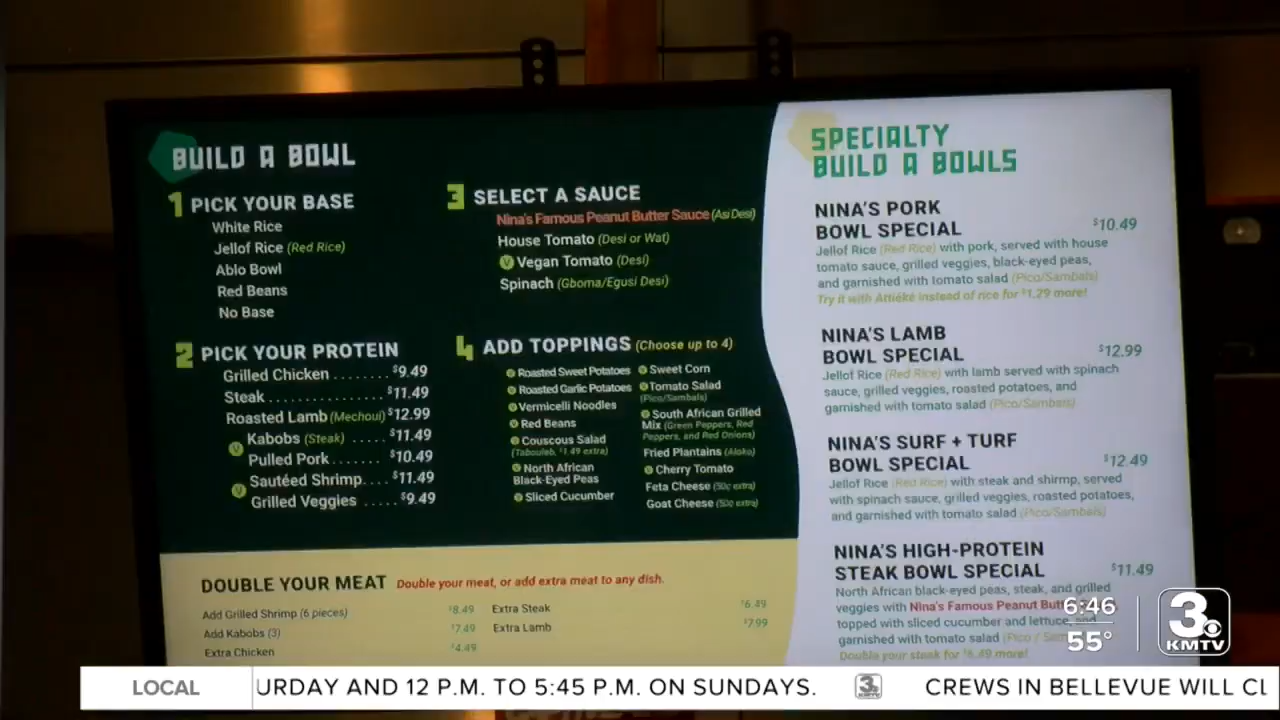 BUILD A BOWL
1 PICK YOUR BASE
White Rice
Jellof Rice (Red Rice)
Ablo Bowl
Red Beans
No Base
2 PICK YOUR PROTEIN
Grilled Chicken ........ $9.49
Steak ................ $11.49
Roasted Lamb (Mechoui) $12.99
Kabobs (Steak) ..... $11.49
V
Pulled Pork ....... $10.49
Sautéed Shrimp.... $11.49
V
Grilled Veggies ..... $9.49
3 SELECT A SAUCE
Nina's Famous Peanut Butter Sauce (Asi Desi)
House Tomato (Desi or Wat)
V Vegan Tomato (Desi)
Spinach (Gboma/Egusi Desi)
4 ADD TOPPINGS (Choose up to 4)
Roasted Sweet Potatoes
Roasted Garlic Potatoes
Vermicelli Noodles
Red Beans
Couscous Salad
(Tabouleh, $1.49 extra)
North African
Black-Eyed Peas
Sliced Cucumber
Sweet Corn
Tomato Salad
(Pico/Sambals)
South African Grilled
Mix (Green Peppers, Red
Peppers, and Red Onions)
Fried Plantains (Aloko)
Cherry Tomato
Feta Cheese (50¢ extra)
Goat Cheese (50¢ extra)
DOUBLE YOUR MEAT Double your meat, or add extra meat to any dish.
Add Grilled Shrimp (6 pieces) $8.49
Add Kabobs (3) $7.49
Extra Chicken $4.49
Extra Steak $6.49
Extra Lamb $7.99
SPECIALTY
BUILD A BOWLS
NINA'S PORK
BOWL SPECIAL $10.49
Jellof Rice (Red Rice) with pork, served with house
tomato sauce, grilled veggies, black-eyed peas,
and garnished with tomato salad (Pico/Sambals)
Try it with Attiéké instead of rice for $1.29 more!
NINA'S LAMB
BOWL SPECIAL $12.99
Jellof Rice (Red Rice) with lamb served with spinach
sauce, grilled veggies, roasted potatoes, and
garnished with tomato salad (Pico/Sambals)
NINA'S SURF + TURF
BOWL SPECIAL $12.49
Jellof Rice (Red Rice) with steak and shirmp, served
with spinach sauce, grilled veggies, roasted potatoes,
and garnished with tomato salad (Pico/Sambals)
NINA'S HIGH-PROTEIN
STEAK BOWL SPECIAL $11.49
North African black-eyed peas, steak, and grilled
veggies with Nina's Famous Peanut
topped with sliced cucumber and lettuce, and
garnished with tomato salad (Pico /
Double your steak for $6.49 more!
6:46
55°
3
KMTV
LOCAL
URDAY AND 12 P.M. TO 5:45 P.M. ON SUNDAYS. 3 CREWS IN BELLEVUE WILL CL